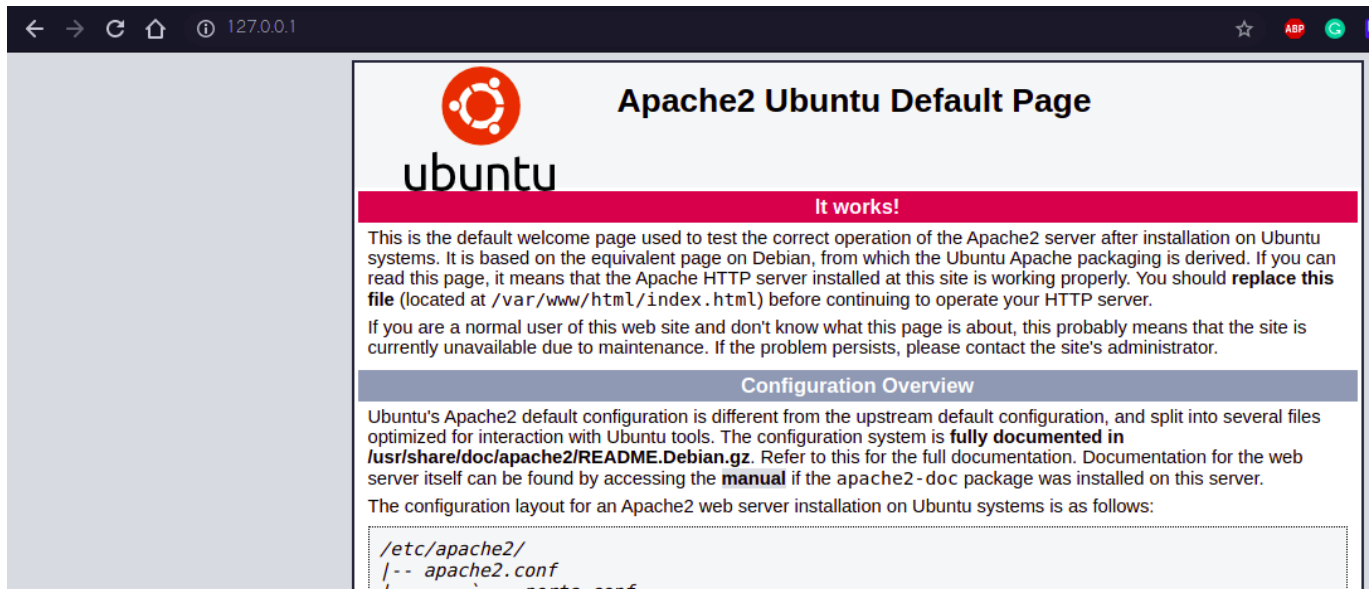 127.0.0.1
ABP
G
Apache2 Ubuntu Default Page
ubuntu
It works!
This is the default welcome page used to test the correct operation of the Apache2 server after installation on Ubuntu
systems. It is based on the equivalent page on Debian, from which the Ubuntu Apache packaging is derived. If you can
read this page, it means that the Apache HTTP server installed at this site is working properly. You should replace this
file (located at /var/www/html/index.html) before continuing to operate your HTTP server.
If you are a normal user of this web site and don't know what this page is about, this probably means that the site is
currently unavailable due to maintenance. If the problem persists, please contact the site's administrator.
Configuration Overview
Ubuntu's Apache2 default configuration is different from the upstream default configuration, and split into several files
optimized for interaction with Ubuntu tools. The configuration system is fully documented in
/usr/share/doc/apache2/README.Debian.gz. Refer to this for the full documentation. Documentation for the web
server itself can be found by accessing the manual if the apache2-doc package was installed on this server.
The configuration layout for an Apache2 web server installation on Ubuntu systems is as follows:
/etc/apache2/
|-- apache2.conf